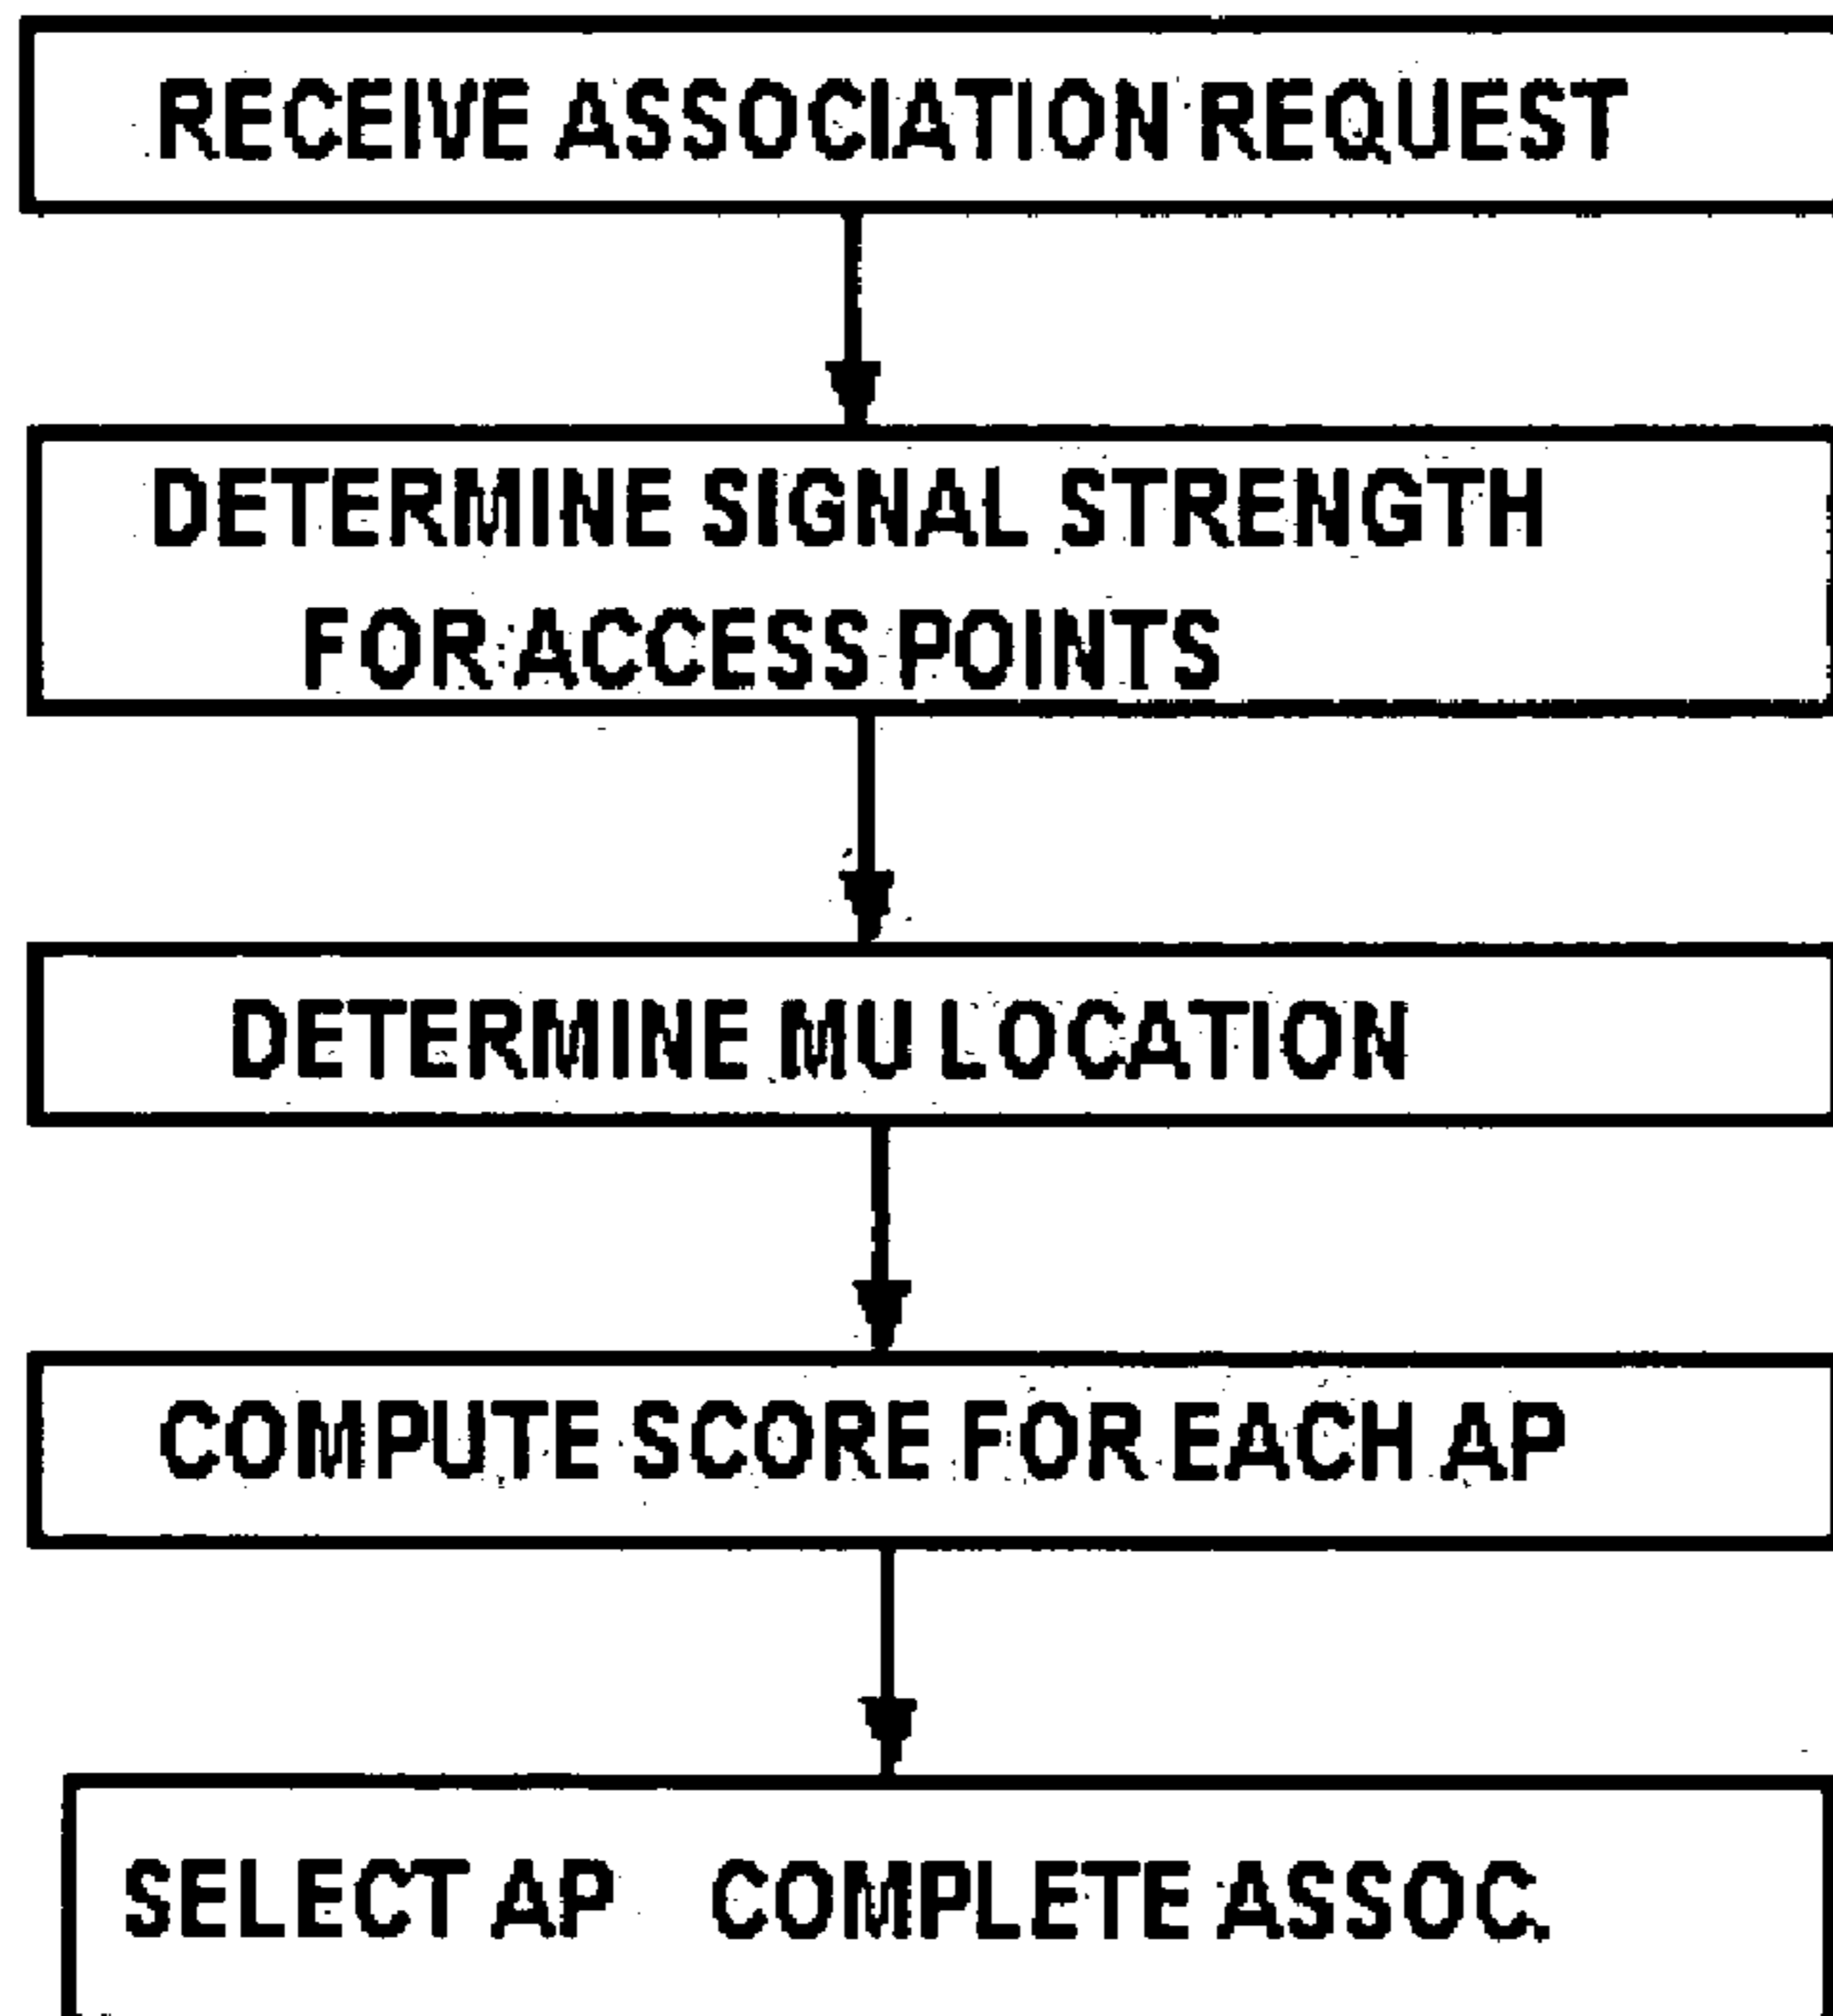 RECEIVE ASSOCIATION REQUEST
DETERMINE SIGNAL STRENGTH
FOR ACCESS POINTS
DETERMINE MU LOCATION
COMPUTE SCORE FOR EACH AP
SELECT AP COMPLETE ASSOC.